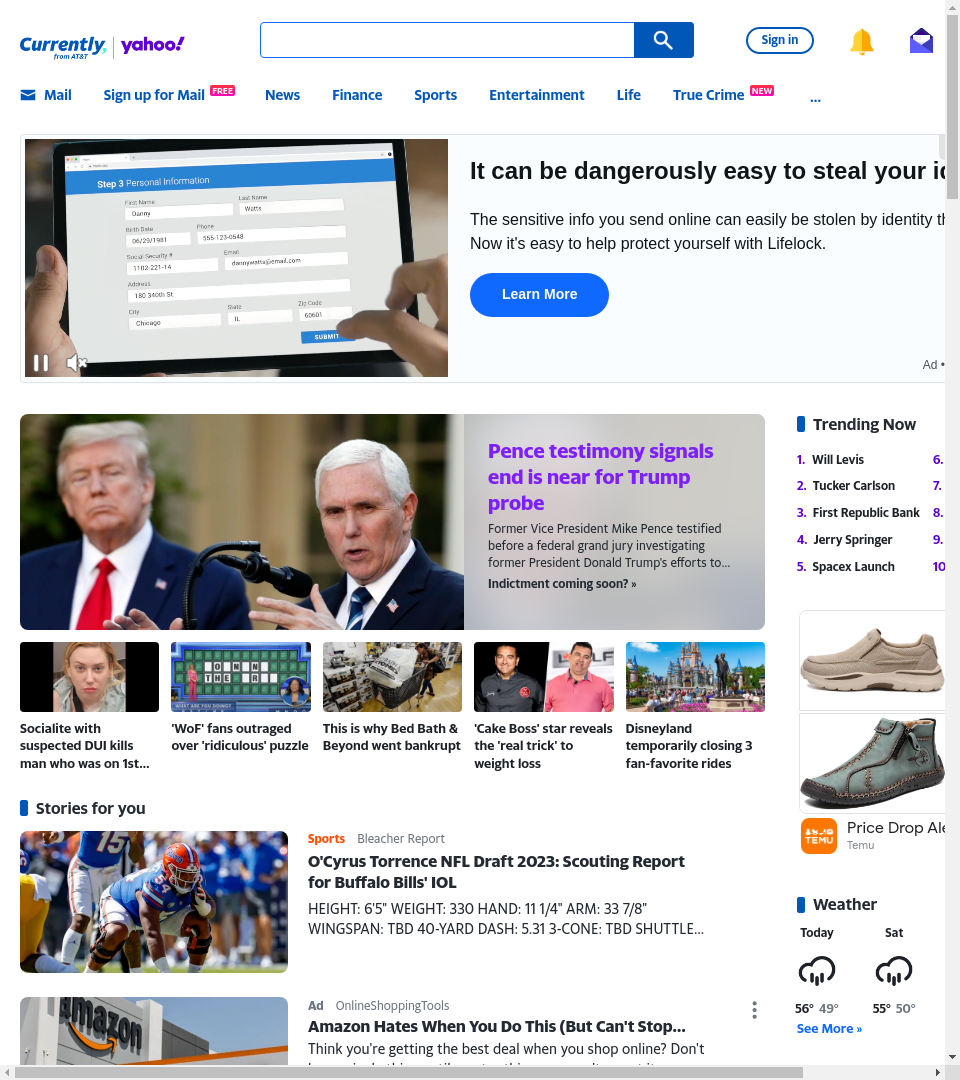 Currently, yahoo!
from AT&T
Sign in
Mail
Sign up for Mail FREE
News
Finance
Sports
Entertainment
Life
True Crime NEW
...
Step 3 Personal Information
First Name
Last Name
Danny
Watts
Birth Date
Phone
06/29/1981
555-123-0548
Social Security #
Email
1102-221-14
dannywatts@email.com
Address
180 340th St.
City
State
Zip Code
Chicago
IL
60601
SUBMIT
It can be dangerously easy to steal your id
The sensitive info you send online can easily be stolen by identity th
Now it's easy to help protect yourself with Lifelock.
Learn More
Ad •
Pence testimony signals
end is near for Trump
probe
Former Vice President Mike Pence testified
before a federal grand jury investigating
former President Donald Trump's efforts to...
Indictment coming soon? »
Socialite with
suspected DUI kills
man who was on 1st...
'WoF' fans outraged
over 'ridiculous' puzzle
This is why Bed Bath &
Beyond went bankrupt
'Cake Boss' star reveals
the 'real trick' to
weight loss
Disneyland
temporarily closing 3
fan-favorite rides
Trending Now
1. Will Levis
2. Tucker Carlson
3. First Republic Bank
4. Jerry Springer
5. Spacex Launch
6.
7.
8.
9.
10
TEMU
Price Drop Ale
Temu
Stories for you
15
54
Sports Bleacher Report
O'Cyrus Torrence NFL Draft 2023: Scouting Report
for Buffalo Bills' IOL
HEIGHT: 6'5" WEIGHT: 330 HAND: 11 1/4" ARM: 33 7/8"
WINGSPAN: TBD 40-YARD DASH: 5.31 3-CONE: TBD SHUTTLE...
amazon
Ad OnlineShoppingTools
Amazon Hates When You Do This (But Can't Stop...
Think you're getting the best deal when you shop online? Don't
Weather
Today
Sat
56° 49°
55° 50°
See More »